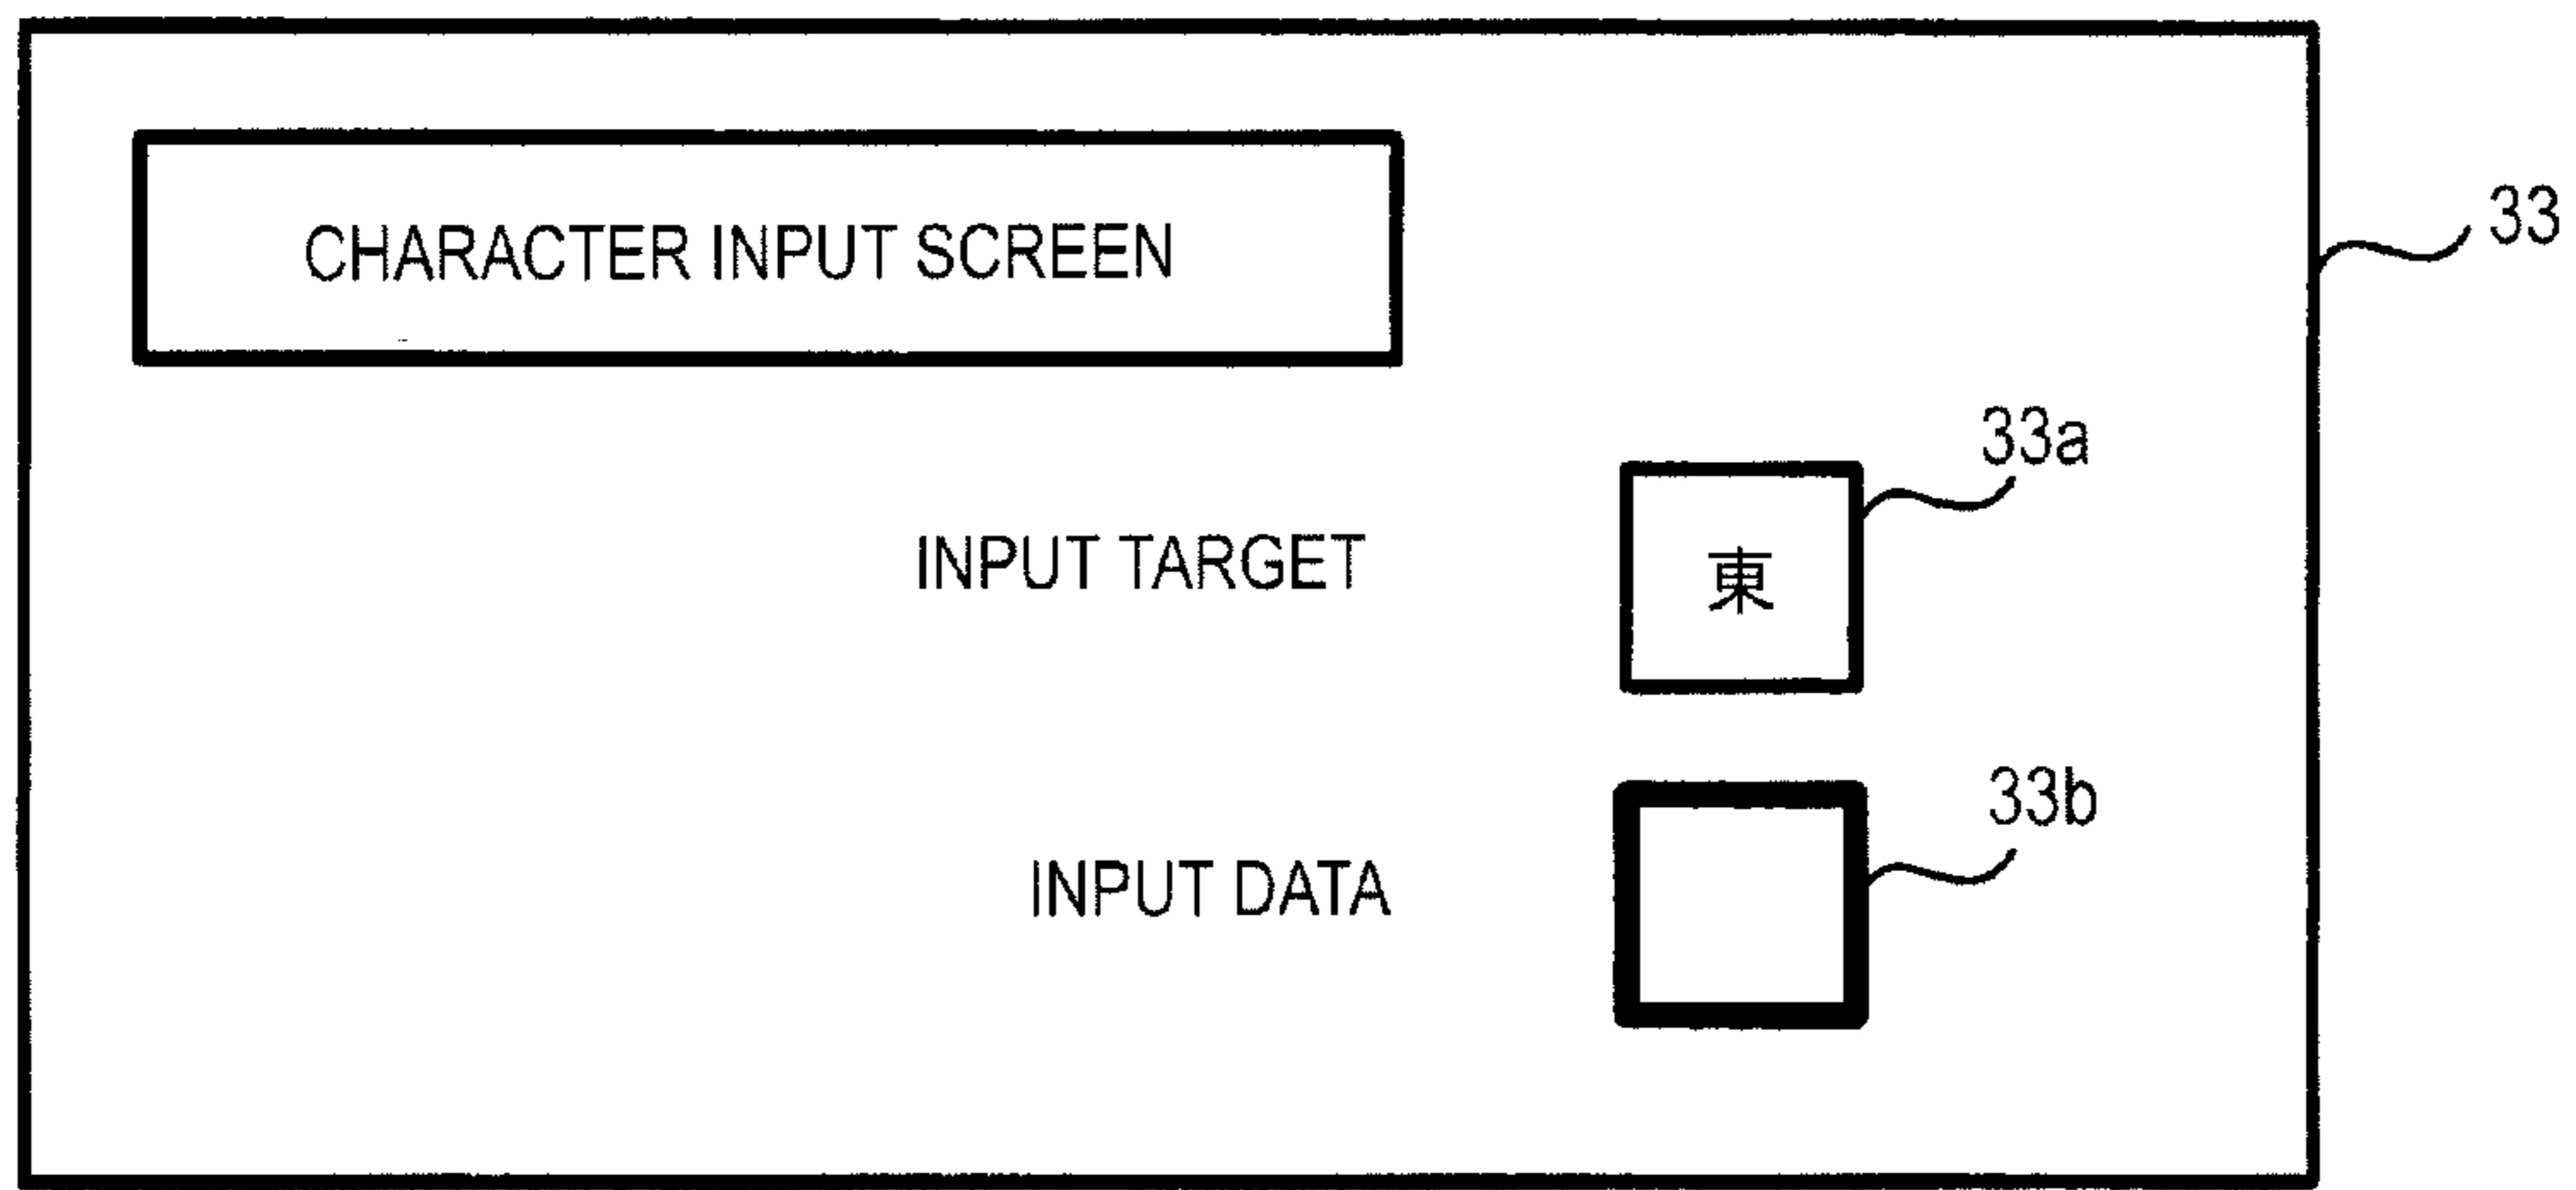 CHARACTER INPUT SCREEN
33
33a
INPUT TARGET
東
33b
INPUT DATA